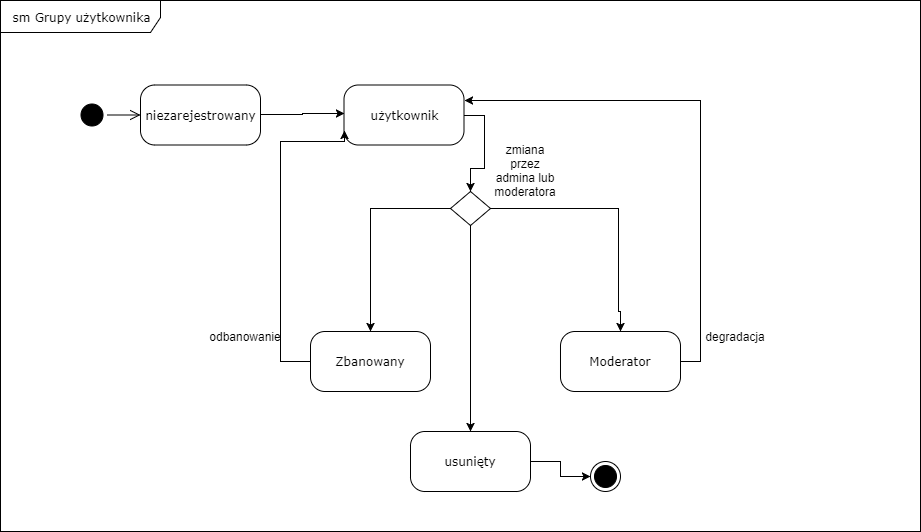 sm Grupy użytkownika
niezarejestrowany
użytkownik
zmiana
przez
admina lub
moderatora
odbanowanie
Zbanowany
Moderator
degradacja
usunięty